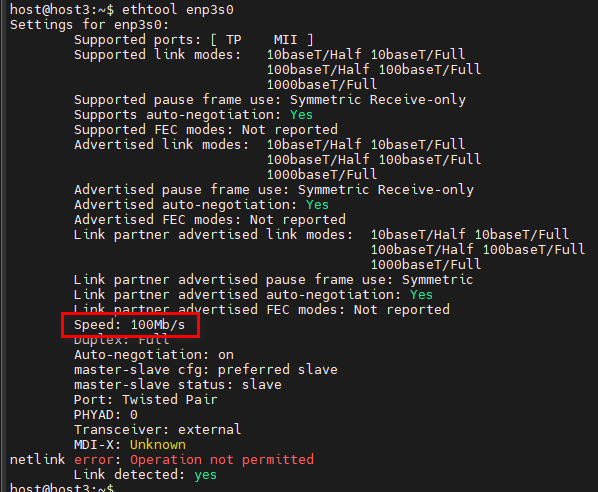 host@host3:~$ ethtool enp3s0
Settings for enp3s0:
Supported ports: [ TP    MII ]
Supported link modes:   10baseT/Half 10baseT/Full
100baseT/Half 100baseT/Full
1000baseT/Full
Supported pause frame use: Symmetric Receive-only
Supports auto-negotiation: Yes
Supported FEC modes: Not reported
Advertised link modes:  10baseT/Half 10baseT/Full
100baseT/Half 100baseT/Full
1000baseT/Full
Advertised pause frame use: Symmetric Receive-only
Advertised auto-negotiation: Yes
Advertised FEC modes: Not reported
Link partner advertised link modes:  10baseT/Half 10baseT/Full
100baseT/Half 100baseT/Full
1000baseT/Full
Link partner advertised pause frame use: Symmetric
Link partner advertised auto-negotiation: Yes
Link partner advertised FEC modes: Not reported
Speed: 100Mb/s
Duplex: Full
Auto-negotiation: on
master-slave cfg: preferred slave
master-slave status: slave
Port: Twisted Pair
PHYAD: 0
Transceiver: external
MDI-X: Unknown
netlink error: Operation not permitted
Link detected: yes
host@host3:~$